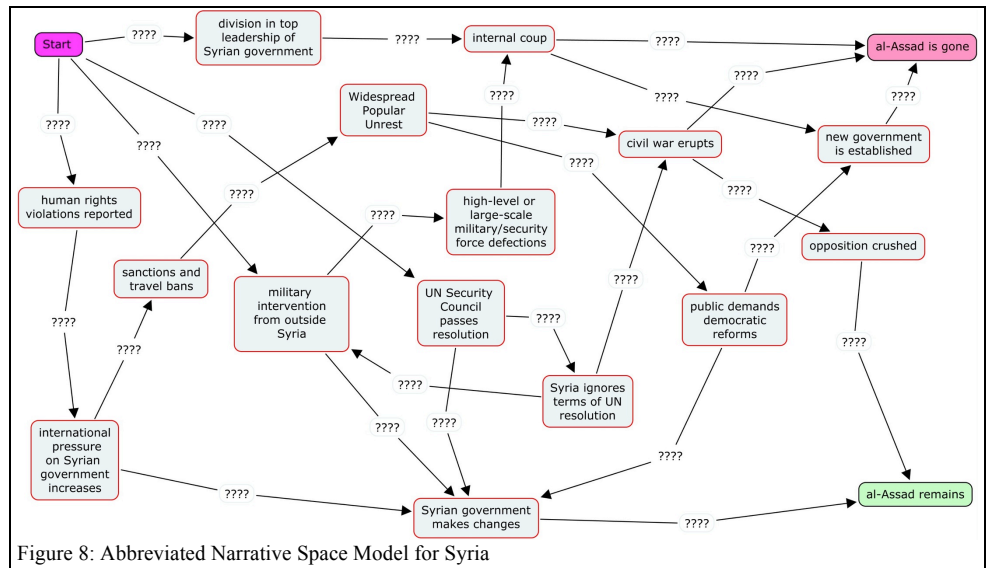 division in top
leadership of
Syrian government
????
????
internal coup
????
Start
al-Assad is gone
????
????
????
????
Widespread
Popular
Unrest
????
????
????
????
civil war erupts
new government
is established
????
????
????
human rights
violations reported
????
high-level or
large-scale
military/security
force defections
????
opposition crushed
sanctions and
travel bans
????
????
military
intervention
from outside
Syria
UN Security
Council
passes
resolution
public demands
democratic
reforms
????
????
????
????
????
Syria ignores
terms of UN
resolution
????
????
international
pressure
on Syrian
government
increases
????
????
al-Assad remains
Syrian government
makes changes
????
Figure 8: Abbreviated Narrative Space Model for Syria